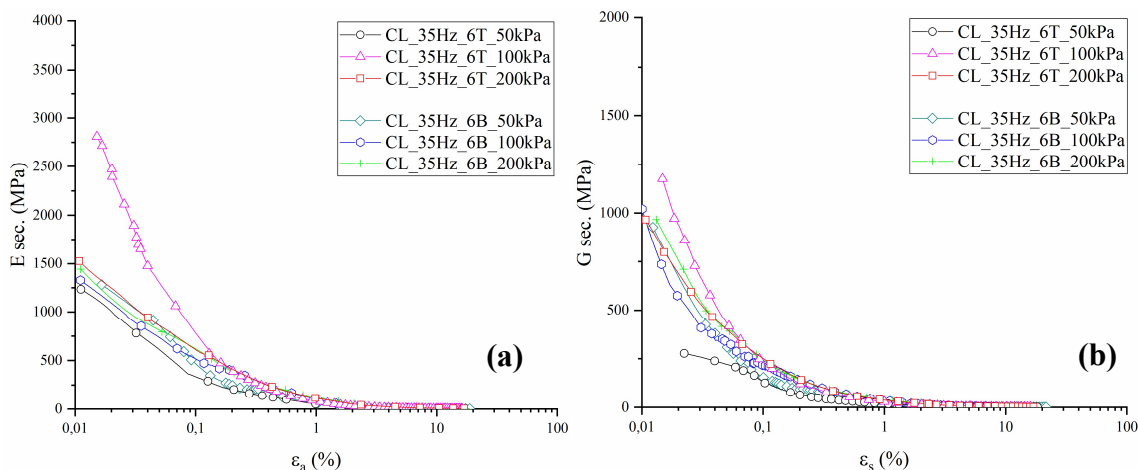 4000
3500
3000
2500
2000
1500
1000
500
0
E sec. (MPa)
CL_35Hz_6T_50kPa
CL_35Hz_6T_100kPa
CL_35Hz_6T_200kPa
CL_35Hz_6B_50kPa
CL_35Hz_6B_100kPa
CL_35Hz_6B_200kPa
(a)
0,01 0,1 1 10 100
εa (%)
2000
1500
1000
500
0
G sec. (MPa)
CL_35Hz_6T_50kPa
CL_35Hz_6T_100kPa
CL_35Hz_6T_200kPa
CL_35Hz_6B_50kPa
CL_35Hz_6B_100kPa
CL_35Hz_6B_200kPa
(b)
0,01 0,1 1 10 100
εs (%)